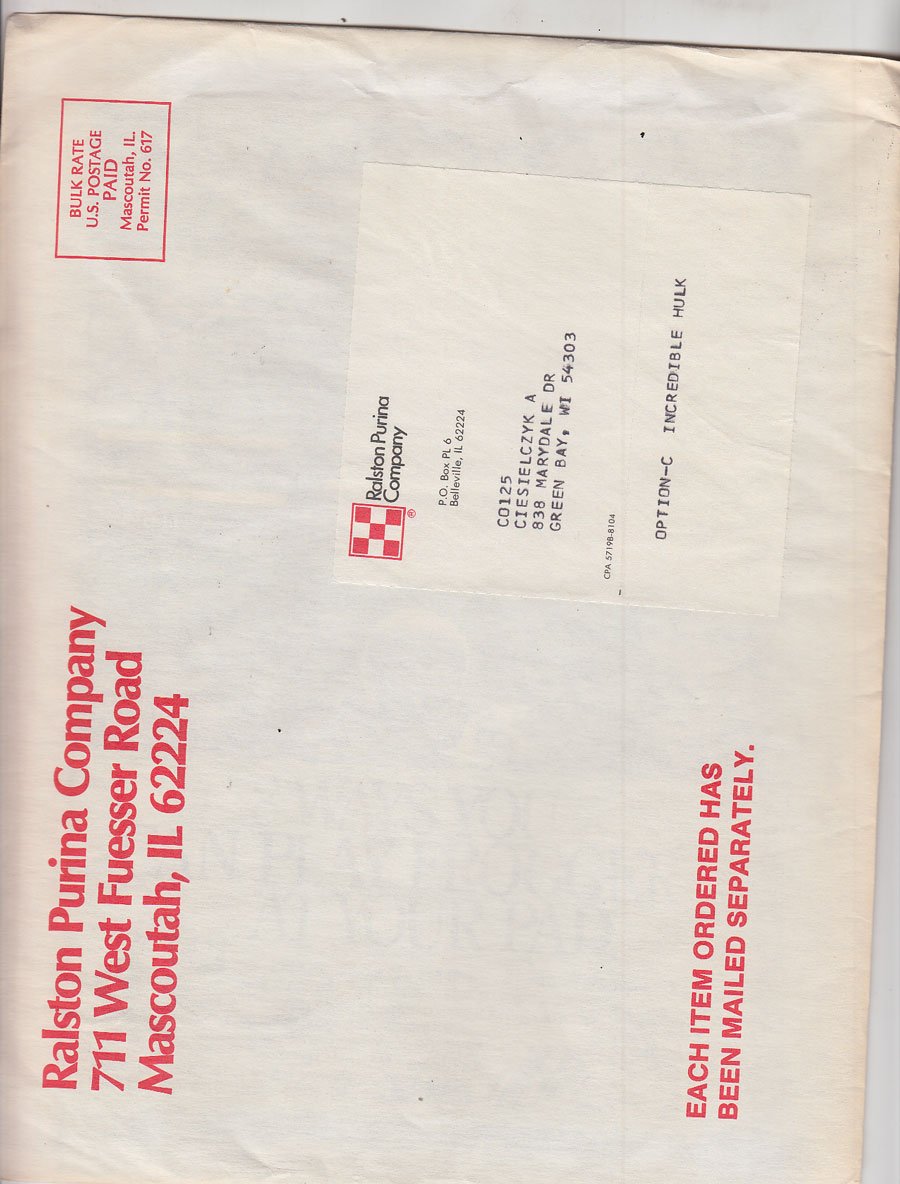 Ralston Purina Company
711 West Fuesser Road
Mascoutah, IL 62224
BULK RATE
U.S. POSTAGE
PAID
Mascoutah, IL.
Permit No. 617
Ralston Purina
Company
®
P.O. Box PL 6
Belleville, IL 62224
CO125
CIESIELCZYK A
838 MARYDALE DR
GREEN BAY, WI 54303
CPA 5719B-8104
OPTION-C INCREDIBLE HULK
EACH ITEM ORDERED HAS
BEEN MAILED SEPARATELY.